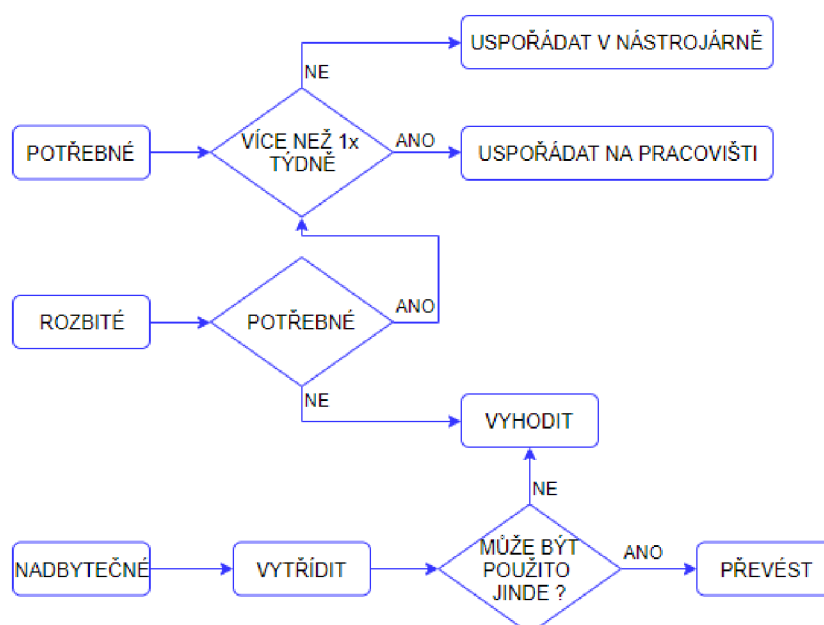 USPOŘÁDAT V NÁSTROJÁRNĚ
NE
POTŘEBNÉ
VÍCE NEŽ 1x
TÝDNĚ
ANO
USPOŘÁDAT NA PRACOVIŠTI
ROZBITÉ
POTŘEBNÉ
ANO
NE
VYHODIT
NE
NADBYTEČNÉ
VYTŘÍDIT
MŮŽE BÝT
POUŽITO
JINDE ?
ANO
PŘEVÉST